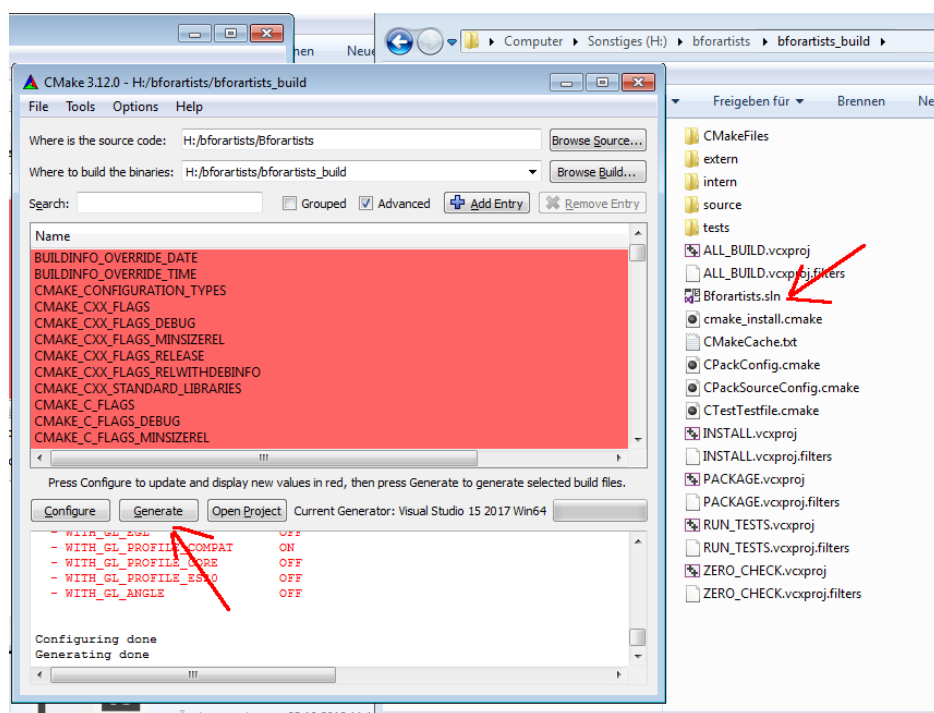 hen Neue
Computer Sonstiges (H:) bforartists bforartists_build
CMake 3.12.0 - H:/bforartists/bforartists_build
File Tools Options Help
Where is the source code: H:/bforartists/Bforartists Browse Source...
Where to build the binaries: H:/bforartists/bforartists_build Browse Build...
Search: Grouped Advanced Add Entry Remove Entry
Name
BUILDINFO_OVERRIDE_DATE
BUILDINFO_OVERRIDE_TIME
CMAKE_CONFIGURATION_TYPES
CMAKE_CXX_FLAGS
CMAKE_CXX_FLAGS_DEBUG
CMAKE_CXX_FLAGS_MINSIZEREL
CMAKE_CXX_FLAGS_RELEASE
CMAKE_CXX_FLAGS_RELWITHDEBINFO
CMAKE_CXX_STANDARD_LIBRARIES
CMAKE_C_FLAGS
CMAKE_C_FLAGS_DEBUG
CMAKE_C_FLAGS_MINSIZEREL
Press Configure to update and display new values in red, then press Generate to generate selected build files.
Configure Generate Open Project Current Generator: Visual Studio 15 2017 Win64
- WITH_GL_EGL OFF
- WITH_GL_PROFILE_COMPAT ON
- WITH_GL_PROFILE_CORE OFF
- WITH_GL_PROFILE_ES20 OFF
- WITH_GL_ANGLE OFF
Configuring done
Generating done
Freigeben für Brennen Ne
CMakeFiles
extern
intern
source
tests
ALL_BUILD.vcxproj
ALL_BUILD.vcxproj.filters
Bforartists.sln
cmake_install.cmake
CMakeCache.txt
CPackConfig.cmake
CPackSourceConfig.cmake
CTestTestfile.cmake
INSTALL.vcxproj
INSTALL.vcxproj.filters
PACKAGE.vcxproj
PACKAGE.vcxproj.filters
RUN_TESTS.vcxproj
RUN_TESTS.vcxproj.filters
ZERO_CHECK.vcxproj
ZERO_CHECK.vcxproj.filters